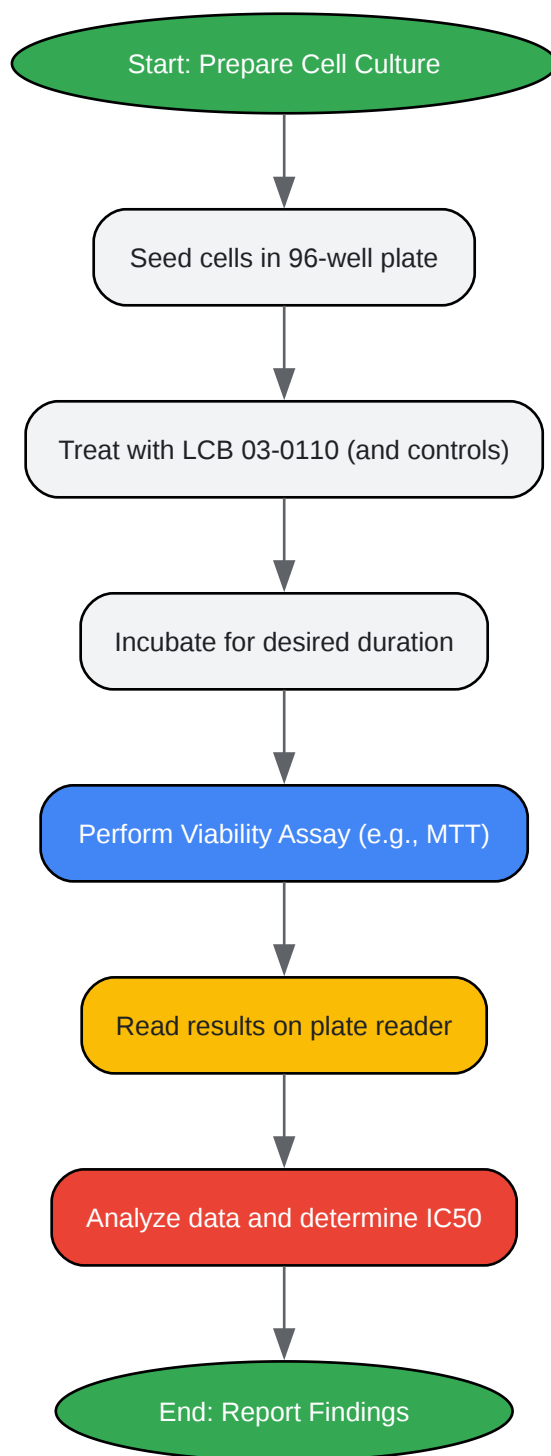 Start: Prepare Cell Culture
Seed cells in 96-well plate
Treat with LCB 03-0110 (and controls)
Incubate for desired duration
Perform Viability Assay (e.g., MTT)
Read results on plate reader
Analyze data and determine IC50
End: Report Findings